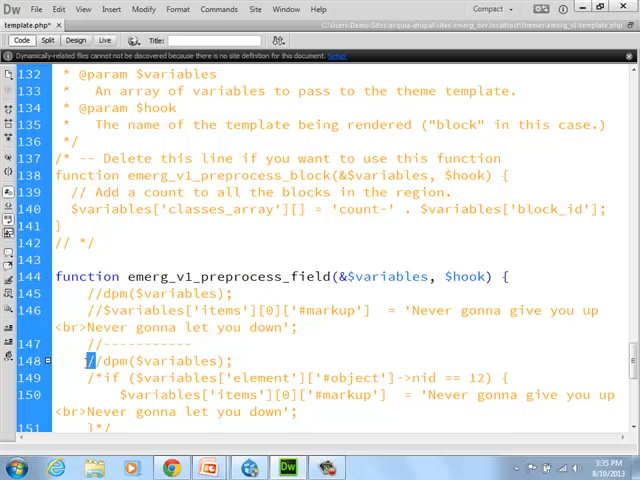 Dw File Edit View Insert Modify Format Commands Site Window Help Compact
template.php*
Code Split Design Live Title:
Dynamically-related files cannot be discovered because there is no site definition for this document. Setup
132 * @param $variables
133 *   An array of variables to pass to the theme template.
134 * @param $hook
135 *   The name of the template being rendered ("block" in this case.)
136 */
137 /* -- Delete this line if you want to use this function
138 function emerg_v1_preprocess_block(&$variables, $hook) {
139 // Add a count to all the blocks in the region.
140 $variables['classes_array'][] = 'count-' . $variables['block_id'];
141 }
142 // */
143
144 function emerg_v1_preprocess_field(&$variables, $hook) {
145 //dpm($variables);
146 //$variables['items'][0]['#markup']  = 'Never gonna give you up
<br>Never gonna let you down';
147 //-----------
148 //dpm($variables);
149 /*if ($variables['element']['#object']->nid == 12) {
150 $variables['items'][0]['#markup']  = 'Never gonna give you up
<br>Never gonna let you down';
151 }*/
Dw
3:35 PM
8/10/2013